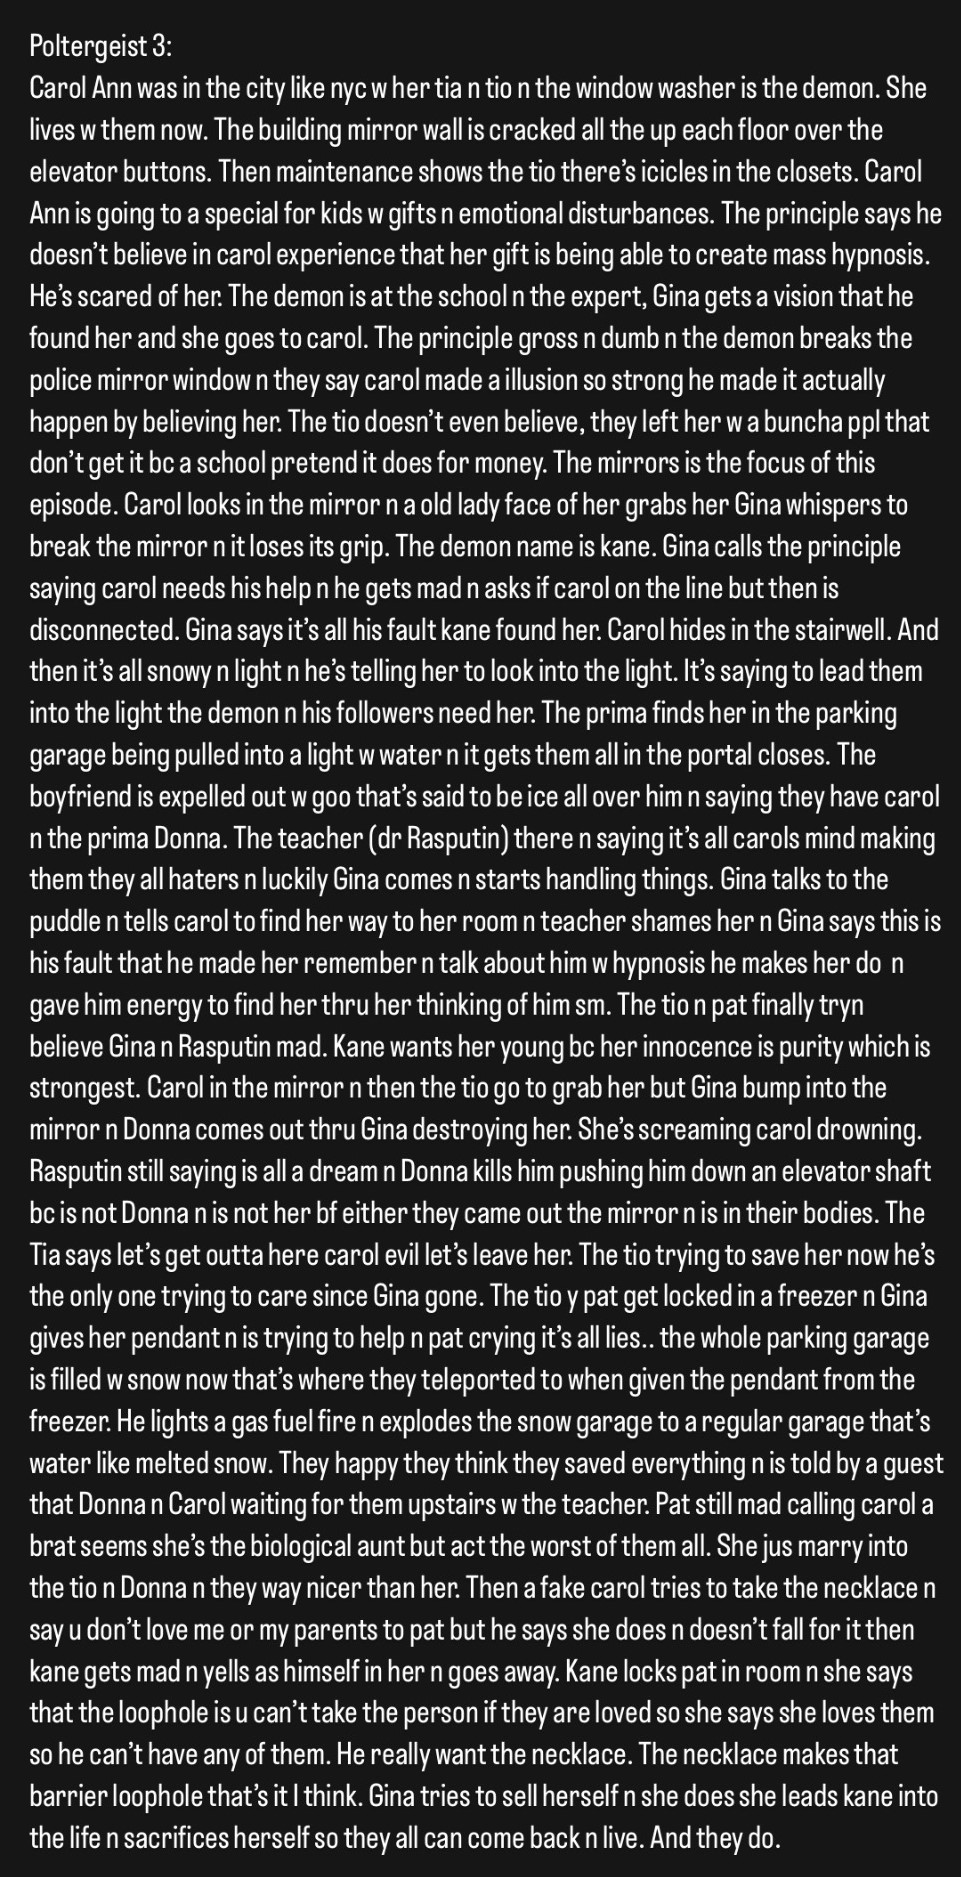 Poltergeist 3:
Carol Ann was in the city like nyc w her tia n tio n the window washer is the demon. She
lives w them now. The building mirror wall is cracked all the up each floor over the
elevator buttons. Then maintenance shows the tio there’s icicles in the closets. Carol
Ann is going to a special for kids w gifts n emotional disturbances. The principle says he
doesn’t believe in carol experience that her gift is being able to create mass hypnosis.
He’s scared of her. The demon is at the school n the expert, Gina gets a vision that he
found her and she goes to carol. The principle gross n dumb n the demon breaks the
police mirror window n they say carol made a illusion so strong he made it actually
happen by believing her. The tio doesn’t even believe, they left her w a buncha ppl that
don’t get it bc a school pretend it does for money. The mirrors is the focus of this
episode. Carol looks in the mirror n a old lady face of her grabs her Gina whispers to
break the mirror n it loses its grip. The demon name is kane. Gina calls the principle
saying carol needs his help n he gets mad n asks if carol on the line but then is
disconnected. Gina says it’s all his fault kane found her. Carol hides in the stairwell. And
then it’s all snowy n light n he’s telling her to look into the light. It’s saying to lead them
into the light the demon n his followers need her. The prima finds her in the parking
garage being pulled into a light w water n it gets them all in the portal closes. The
boyfriend is expelled out w goo that’s said to be ice all over him n saying they have carol
n the prima Donna. The teacher (dr Rasputin) there n saying it’s all carols mind making
them they all haters n luckily Gina comes n starts handling things. Gina talks to the
puddle n tells carol to find her way to her room n teacher shames her n Gina says this is
his fault that he made her remember n talk about him w hypnosis he makes her do  n
gave him energy to find her thru her thinking of him sm. The tio n pat finally tryn
believe Gina n Rasputin mad. Kane wants her young bc her innocence is purity which is
strongest. Carol in the mirror n then the tio go to grab her but Gina bump into the
mirror n Donna comes out thru Gina destroying her. She’s screaming carol drowning.
Rasputin still saying is all a dream n Donna kills him pushing him down an elevator shaft
bc is not Donna n is not her bf either they came out the mirror n is in their bodies. The
Tia says let’s get outta here carol evil let’s leave her. The tio trying to save her now he’s
the only one trying to care since Gina gone. The tio y pat get locked in a freezer n Gina
gives her pendant n is trying to help n pat crying it’s all lies.. the whole parking garage
is filled w snow now that’s where they teleported to when given the pendant from the
freezer. He lights a gas fuel fire n explodes the snow garage to a regular garage that’s
water like melted snow. They happy they think they saved everything n is told by a guest
that Donna n Carol waiting for them upstairs w the teacher. Pat still mad calling carol a
brat seems she’s the biological aunt but act the worst of them all. She jus marry into
the tio n Donna n they way nicer than her. Then a fake carol tries to take the necklace n
say u don’t love me or my parents to pat but he says she does n doesn’t fall for it then
kane gets mad n yells as himself in her n goes away. Kane locks pat in room n she says
that the loophole is u can’t take the person if they are loved so she says she loves them
so he can’t have any of them. He really want the necklace. The necklace makes that
barrier loophole that’s it I think. Gina tries to sell herself n she does she leads kane into
the life n sacrifices herself so they all can come back n live. And they do.